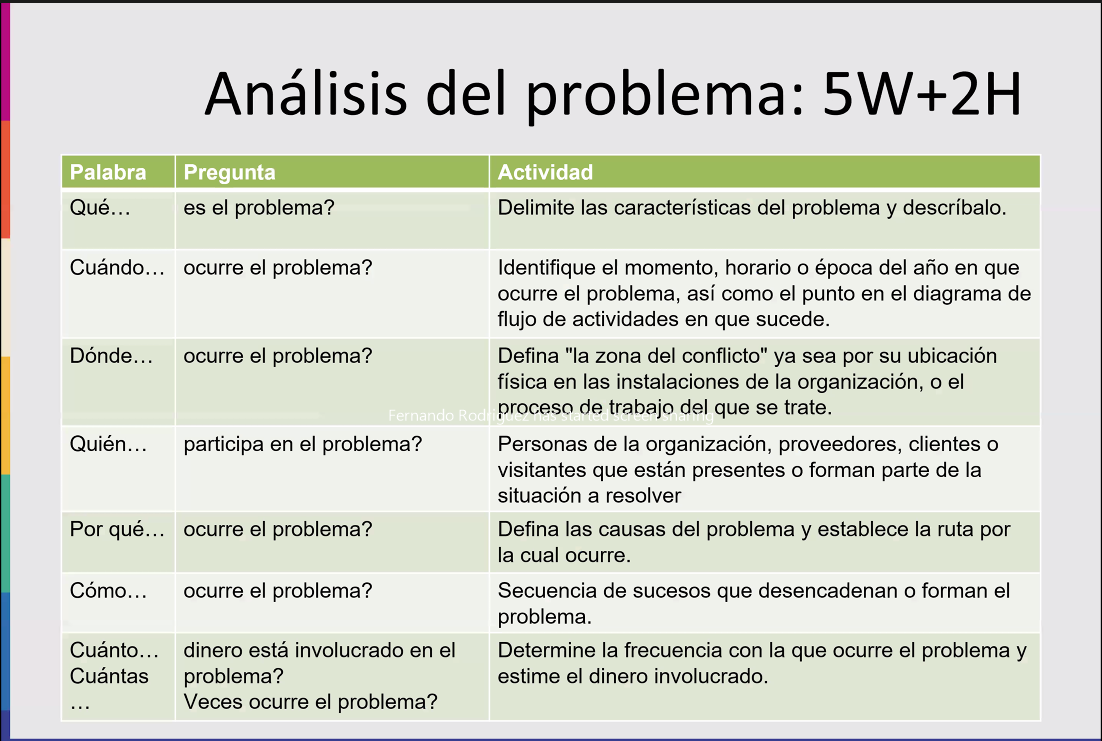 Análisis del problema: 5W+2H
Palabra Pregunta Actividad
Qué… es el problema? Delimite las características del problema y descríbalo.
Cuándo… ocurre el problema? Identifique el momento, horario o época del año en que
ocurre el problema, así como el punto en el diagrama de
flujo de actividades en que sucede.
Dónde… ocurre el problema? Defina "la zona del conflicto" ya sea por su ubicación
física en las instalaciones de la organización, o el
proceso de trabajo del que se trate.
Fernando Rodriguez has started screen sharing
Quién… participa en el problema? Personas de la organización, proveedores, clientes o
visitantes que están presentes o forman parte de la
situación a resolver
Por qué… ocurre el problema? Defina las causas del problema y establece la ruta por
la cual ocurre.
Cómo… ocurre el problema? Secuencia de sucesos que desencadenan o forman el
problema.
Cuánto… dinero está involucrado en el Determine la frecuencia con la que ocurre el problema y
Cuántas problema? estime el dinero involucrado.
… Veces ocurre el problema?